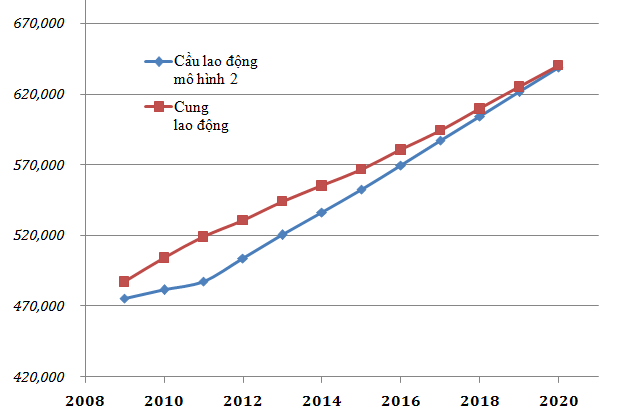 670,000
620,000
570,000
520,000
470,000
420,000
Cầu lao động
mô hình 2
Cung
lao động
2008 2010 2012 2014 2016 2018 2020